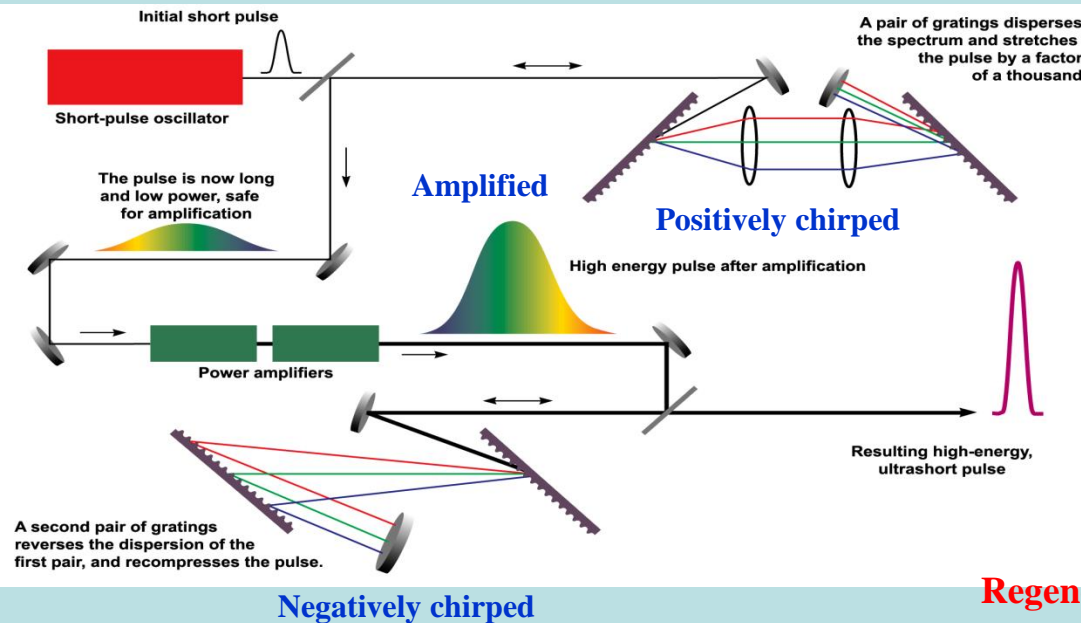 Initial short pulse
Short-pulse oscillator
A pair of gratings disperses
the spectrum and stretches
the pulse by a factor
of a thousand
The pulse is now long
and low power, safe
for amplification
Amplified
Positively chirped
High energy pulse after amplification
Power amplifiers
Resulting high-energy,
ultrashort pulse
A second pair of gratings
reverses the dispersion of the
first pair, and recompresses the pulse.
Negatively chirped
Regen